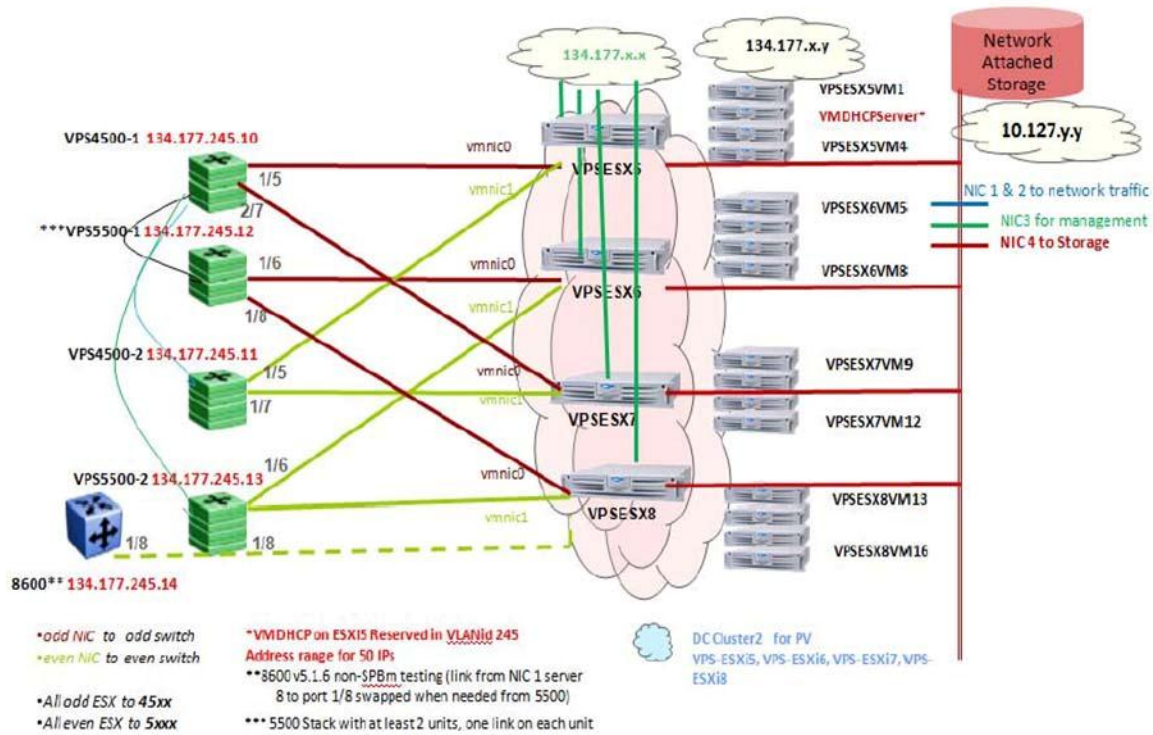 134.177.x.x
134.177.x.y
Network
Attached
Storage
10.127.y.y
VPSESX5VM1
VMDHCPServer*
VPSESX5VM4
VPS4500-1 134.177.245.10
1/5
2/7
vmnic0
vmnic1
VPSESX5
NIC 1 & 2 to network traffic
NIC3 for management
NIC 4 to Storage
VPSESX6VM5
VPSESX6VM8
***VPS5500-1 134.177.245.12
1/6
1/8
vmnic0
vmnic1
VPSESX6
VPS4500-2 134.177.245.11
1/5
1/7
vmnic0
vmnic1
VPSESX7
VPSESX7VM9
VPSESX7VM12
VPS5500-2 134.177.245.13
1/6
1/8
1/8
vmnic0
vmnic1
VPSESX8
VPSESX8VM13
VPSESX8VM16
8600** 134.177.245.14
•odd NIC to odd switch
•even NIC to even switch
•All odd ESX to 45xx
•All even ESX to 5xxx
*VMDHCP on ESXI5 Reserved in VLANid 245
Address range for 50 IPs
**8600 v5.1.6 non-SPBm testing (link from NIC 1 server
8 to port 1/8 swapped when needed from 5500)
*** 5500 Stack with at least 2 units, one link on each unit
DC Cluster2 for PV
VPS-ESXi5, VPS-ESXi6, VPS-ESXi7, VPS-
ESXi8